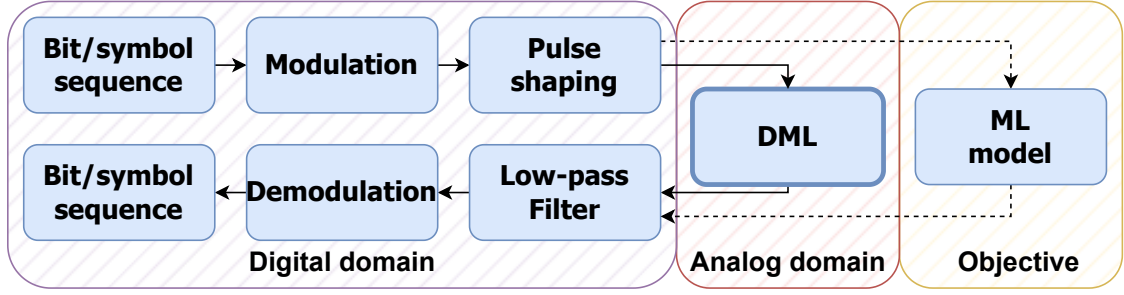 Bit/symbol
sequence
Modulation
Pulse
shaping
DML
ML
model
Bit/symbol
sequence
Demodulation
Low-pass
Filter
Digital domain
Analog domain
Objective